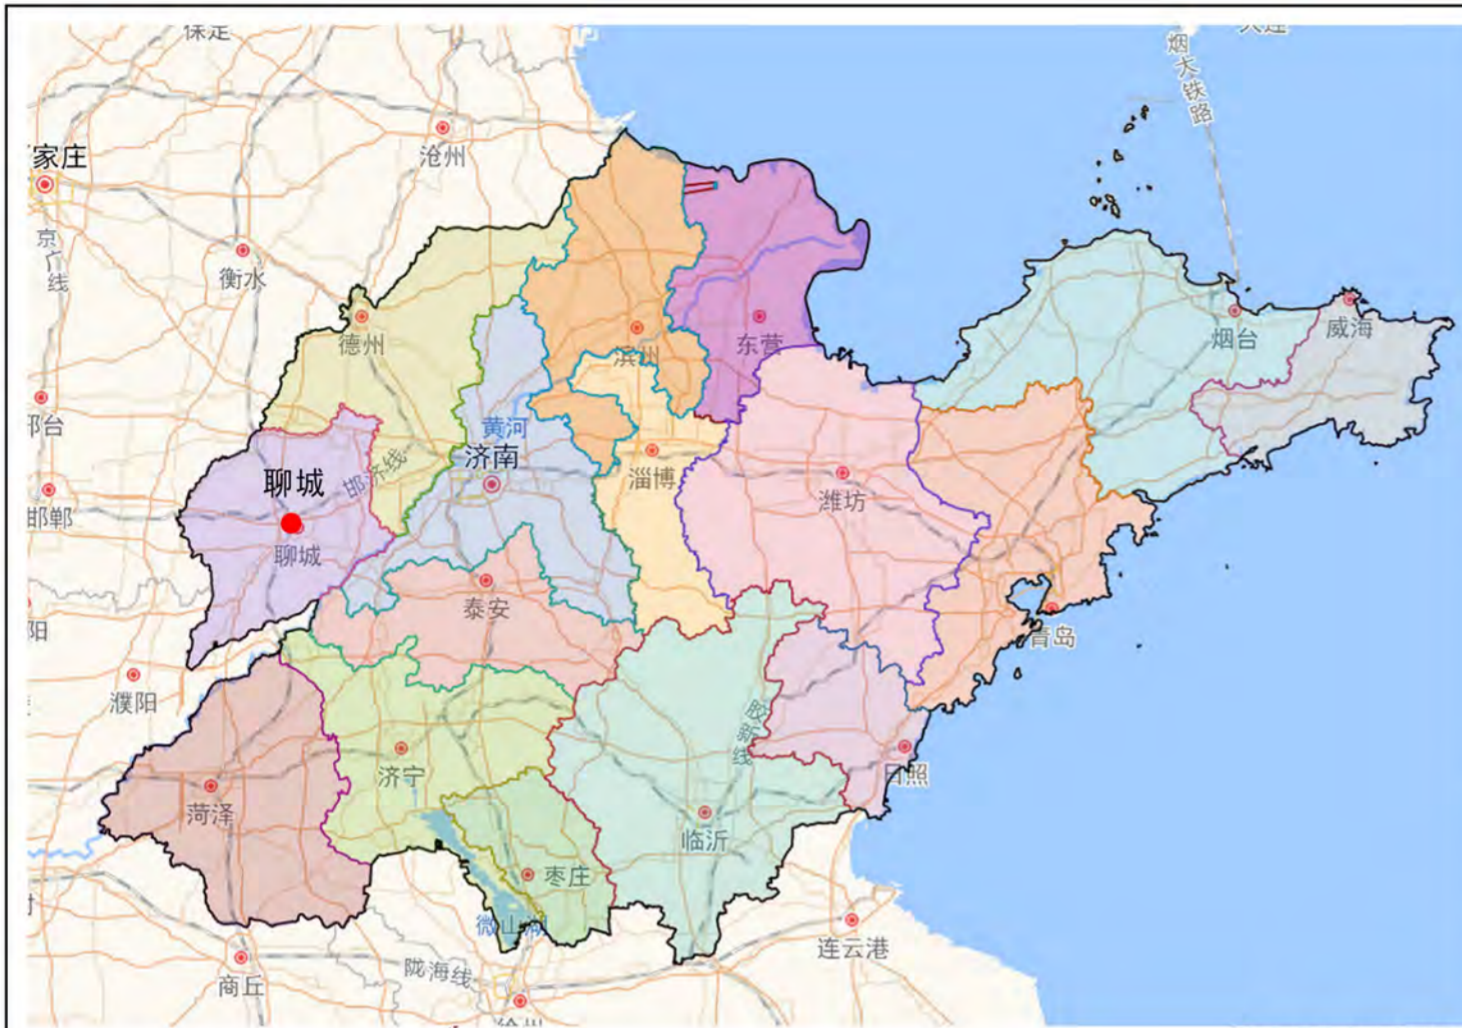 保定
大连
烟大铁路
沧州
家庄
京广线
衡水
德州
滨州
东营
烟台
威海
邢台
黄河
济南
邯济线
淄博
潍坊
聊城
邯郸
聊城
泰安
青岛
阳
濮阳
胶新线
济宁
日照
菏泽
临沂
枣庄
微山湖
连云港
陇海线
商丘
徐州